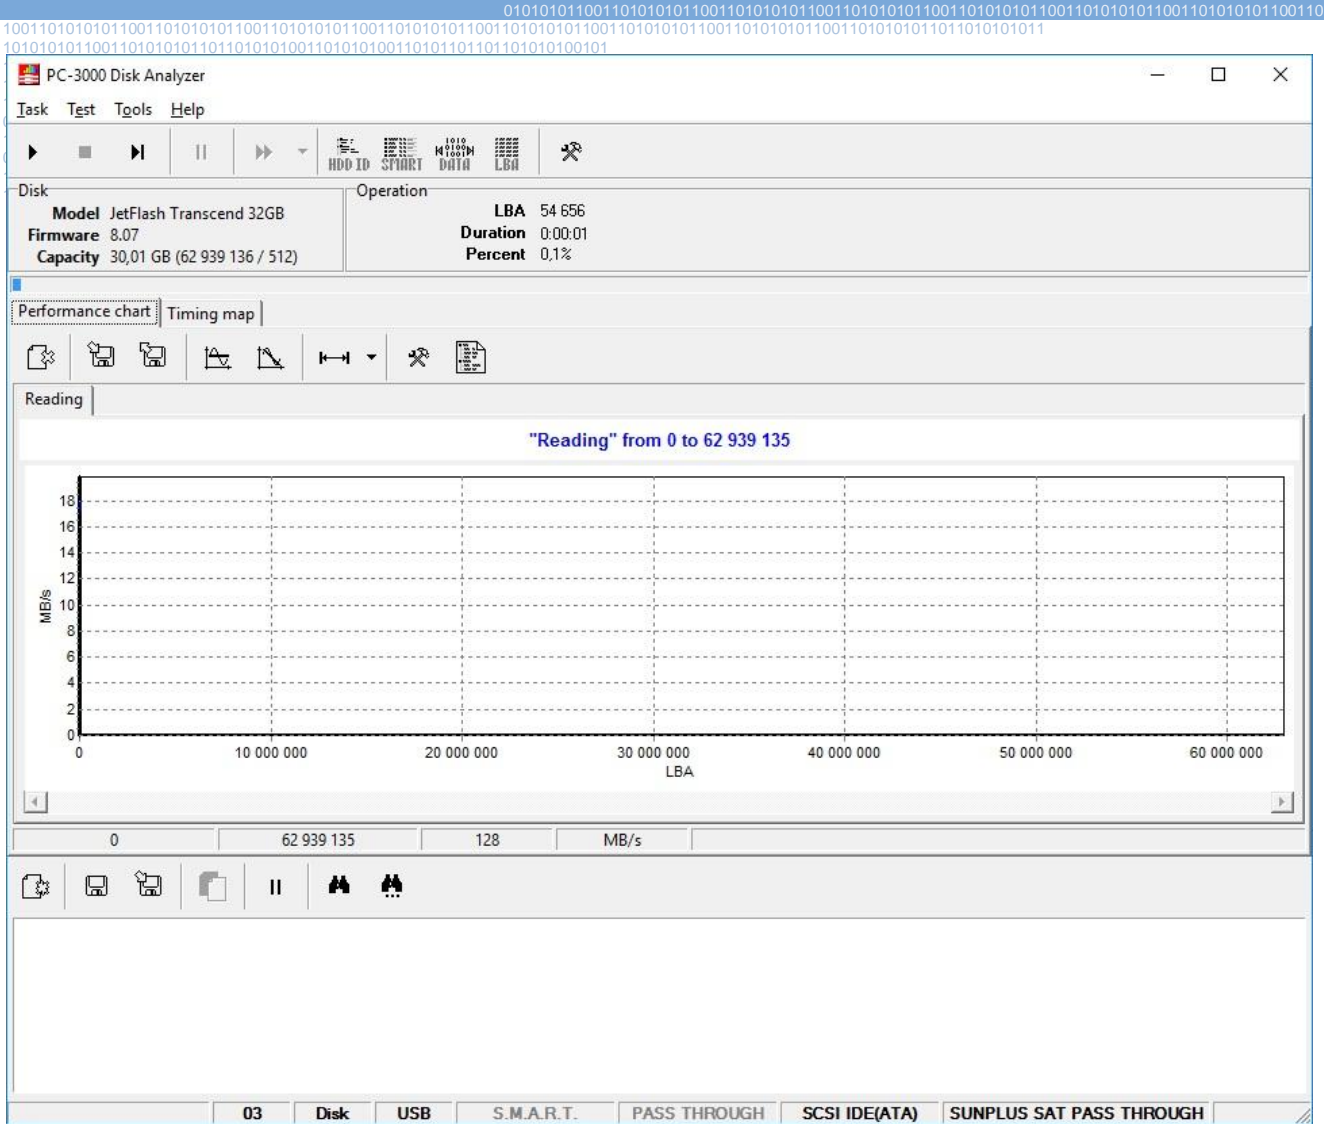 PC-3000 Disk Analyzer
Task Test Tools Help
HDD ID SMART DATA LBA
Disk
Model JetFlash Transcend 32GB
Firmware 8.07
Capacity 30,01 GB (62 939 136 / 512)
Operation
LBA 54 656
Duration 0:00:01
Percent 0,1%
Performance chart Timing map
Reading
"Reading" from 0 to 62 939 135
18
16
14
12
10
8
6
4
2
0
MB/s
0 10 000 000 20 000 000 30 000 000 40 000 000 50 000 000 60 000 000
LBA
0 62 939 135 128 MB/s
03 Disk USB S.M.A.R.T. PASS THROUGH SCSI IDE(ATA) SUNPLUS SAT PASS THROUGH